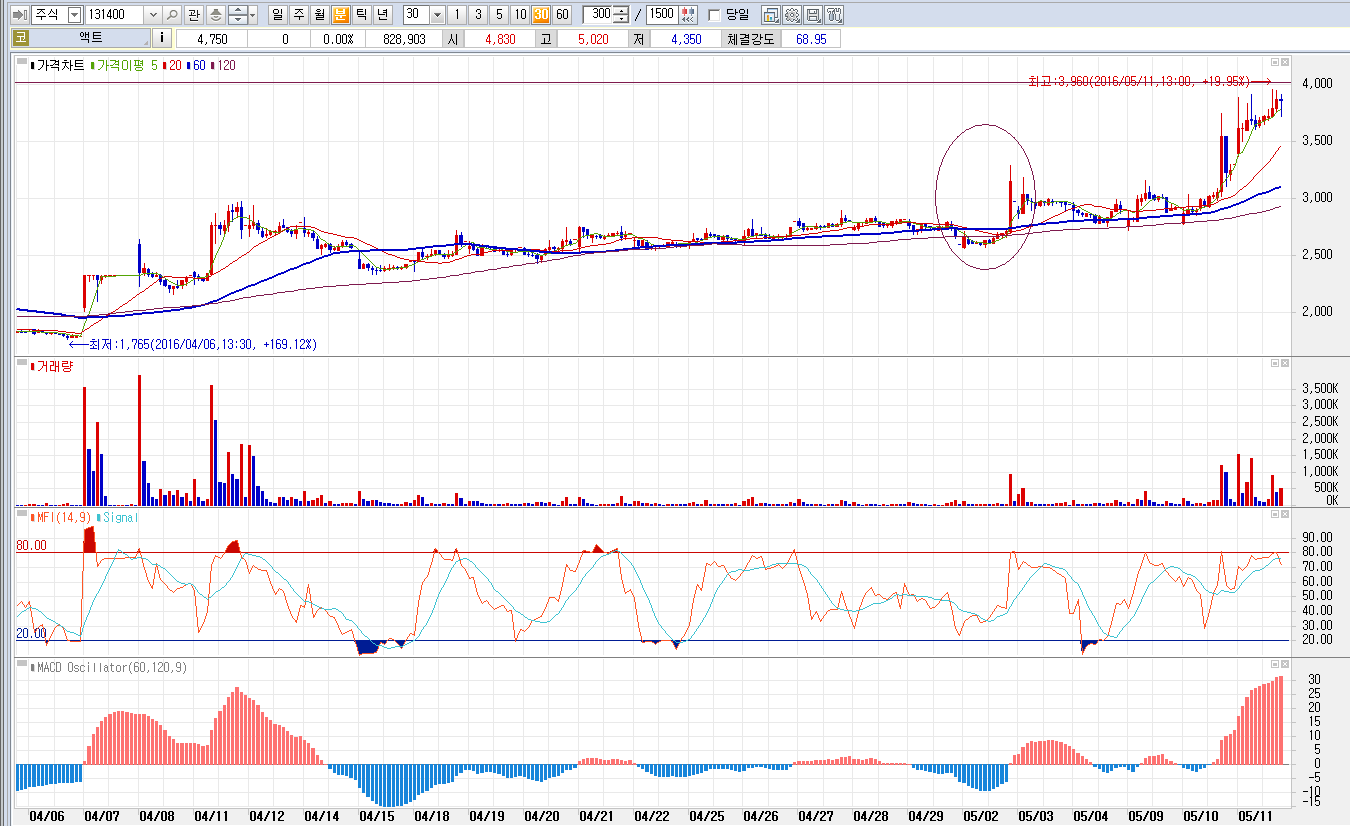 주식 131400 관 일 주 월 분 틱 년 30 1 3 5 10 30 60 300 / 1500 당일
코 액트 i 4,750 0 0.00% 828,903 시 4,830 고 5,020 저 4,350 체결강도 68.95
가격차트 가격이평 5 20 60 120
최고:3,960(2016/05/11,13:00, +19.95%)
4,000
3,500
3,000
2,500
2,000
최저:1,765(2016/04/06,13:30, +169.12%)
거래량
3,500K
3,000K
2,500K
2,000K
1,500K
1,000K
500K
0K
MFI(14,9) Signal
80.00
20.00
90.00
80.00
70.00
60.00
50.00
40.00
30.00
20.00
MACD Oscillator(60,120,9)
30
25
20
15
10
5
0
-5
-10
-15
04/06 04/07 04/08 04/11 04/12 04/14 04/15 04/18 04/19 04/20 04/21 04/22 04/25 04/26 04/27 04/28 04/29 05/02 05/03 05/04 05/09 05/10 05/11